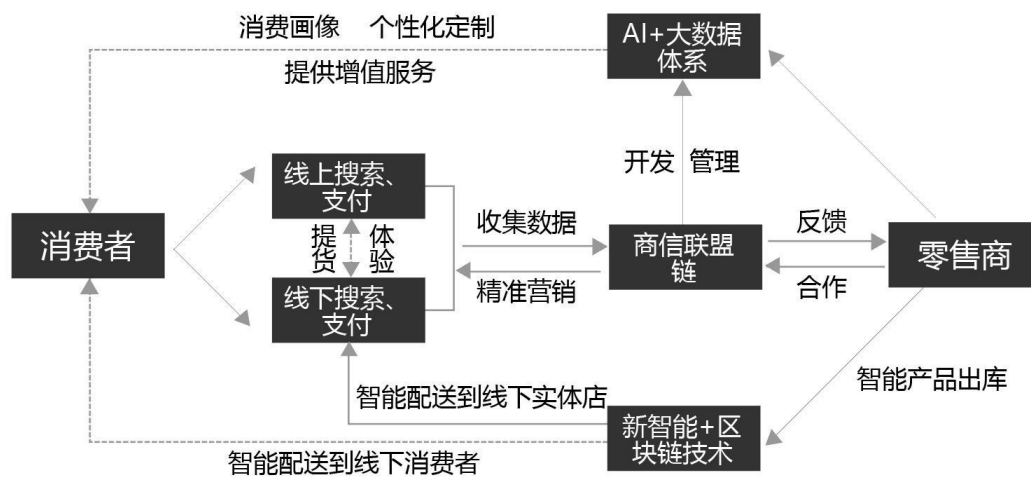 消费画像 个性化定制
提供增值服务
AI+大数据
体系
开发 管理
线上搜索、
支付
提货
体验
线下搜索、
支付
消费者
收集数据
精准营销
商信联盟
链
反馈
合作
零售商
智能产品出库
智能配送到线下实体店
新智能+区
块链技术
智能配送到线下消费者